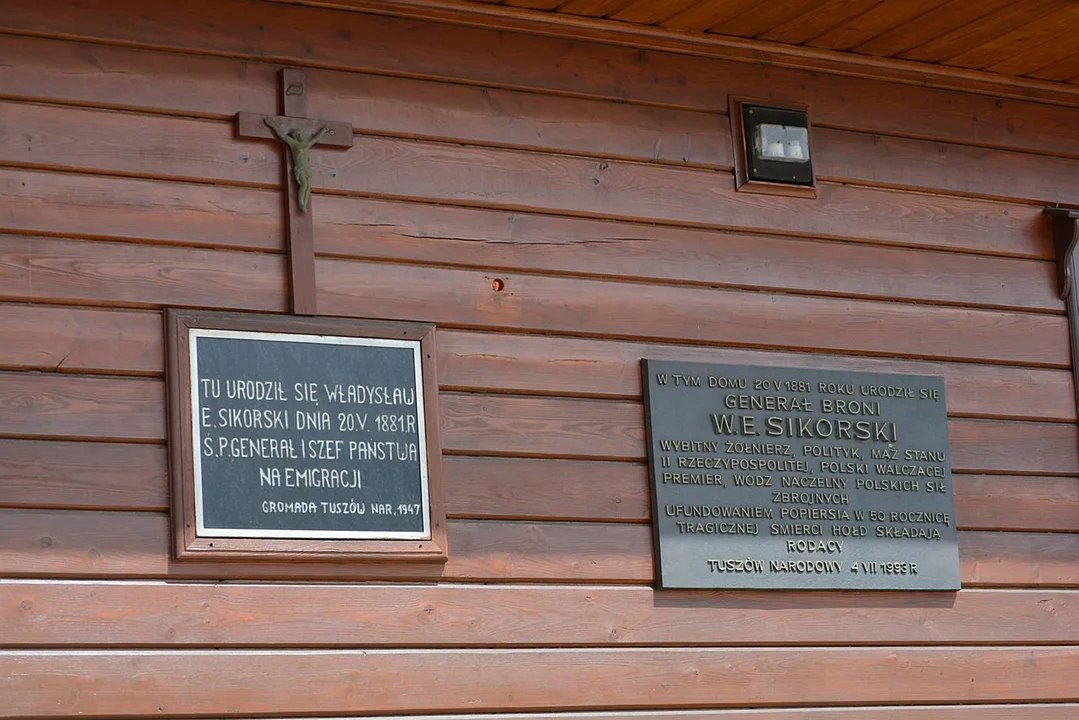 TU URODZIŁ SIĘ WŁADYSŁAW
E. SIKORSKI DNIA 20.V. 1881.R
Ś.P. GENERAŁ I SZEF PAŃSTWA
NA EMIGRACJI
GROMADA TUSZÓW NAR. 1947
W TYM DOMU 20 V 1881 ROKU URODZIŁ SIĘ
GENERAŁ BRONI
W.E. SIKORSKI
WYBITNY ŻOŁNIERZ, POLITYK, MĄŻ STANU
II RZECZYPOSPOLITEJ, POLSKI WALCZĄCEJ
PREMIER, WÓDZ NACZELNY POLSKICH SIŁ
ZBROJNYCH
UFUNDOWANIEM POPIERSIA W 50 ROCZNICĘ
TRAGICZNEJ ŚMIERCI HOŁD SKŁADAJĄ
RODACY
TUSZÓW NARODOWY 4 VII 1993 R